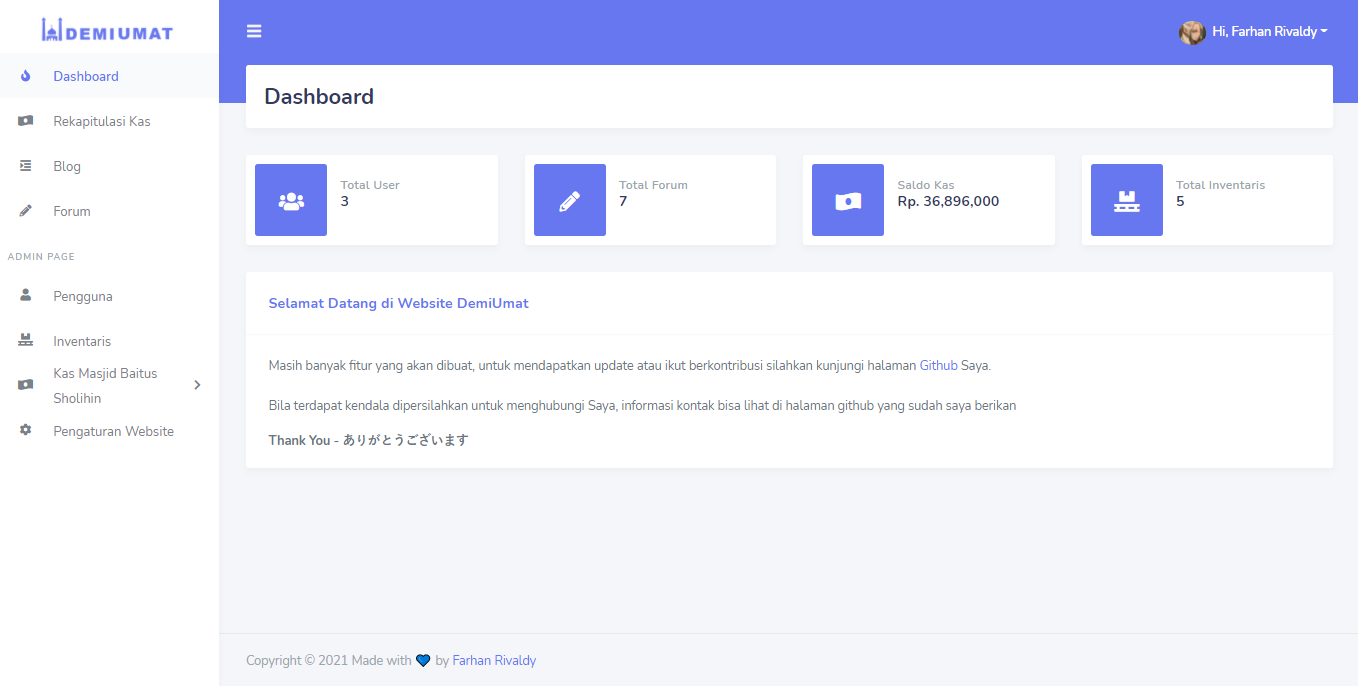 DEMIUMAT
Hi, Farhan Rivaldy
Dashboard
Rekapitulasi Kas
Blog
Forum
ADMIN PAGE
Pengguna
Inventaris
Kas Masjid Baitus
Sholihin
Pengaturan Website
Dashboard
Total User
3
Total Forum
7
Saldo Kas
Rp. 36,896,000
Total Inventaris
5
Selamat Datang di Website DemiUmat
Masih banyak fitur yang akan dibuat, untuk mendapatkan update atau ikut berkontribusi silahkan kunjungi halaman Github Saya.
Bila terdapat kendala dipersilahkan untuk menghubungi Saya, informasi kontak bisa lihat di halaman github yang sudah saya berikan
Thank You - ありがとうございます
Copyright © 2021 Made with 💙 by Farhan Rivaldy